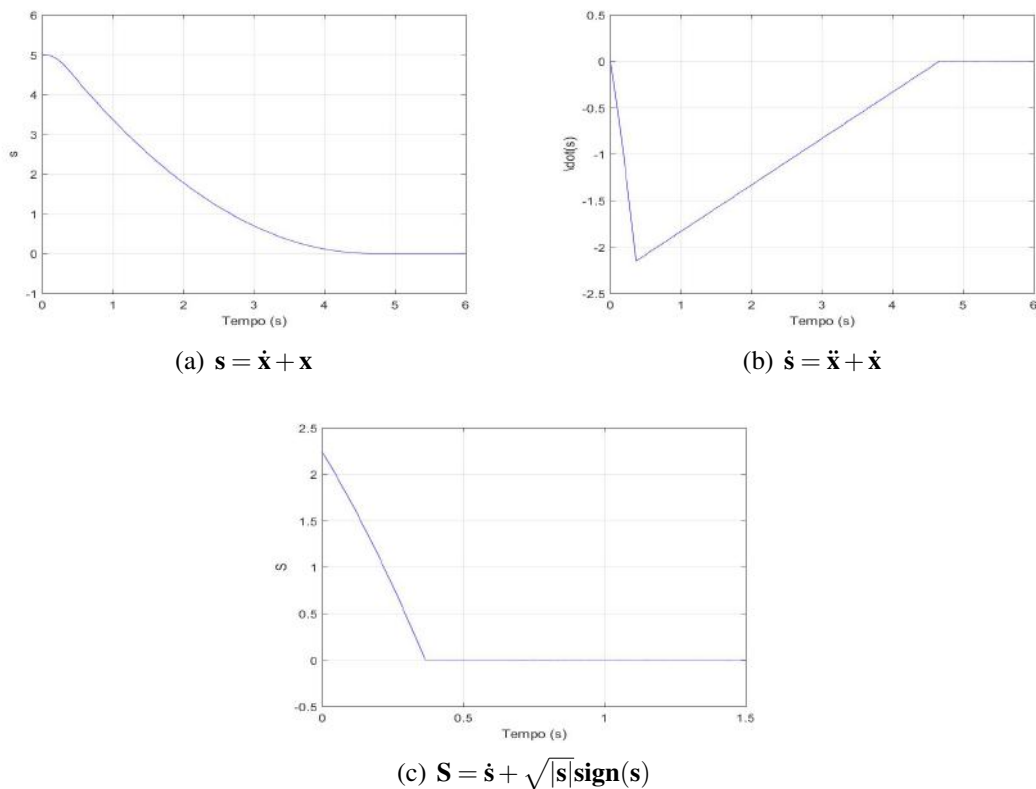 6
5
4
3
2
1
0
-1
s
0 1 2 3 4 5 6
Tempo (s)
(a) s = ẋ + x
0.5
0
-0.5
-1
-1.5
-2
-2.5
\dot(s)
0 1 2 3 4 5 6
Tempo (s)
(b) ṡ = ẍ + ẋ
2.5
2
1.5
1
0.5
0
-0.5
S
0 0.5 1 1.5
Tempo (s)
(c) S = ṡ + √|s|sign(s)